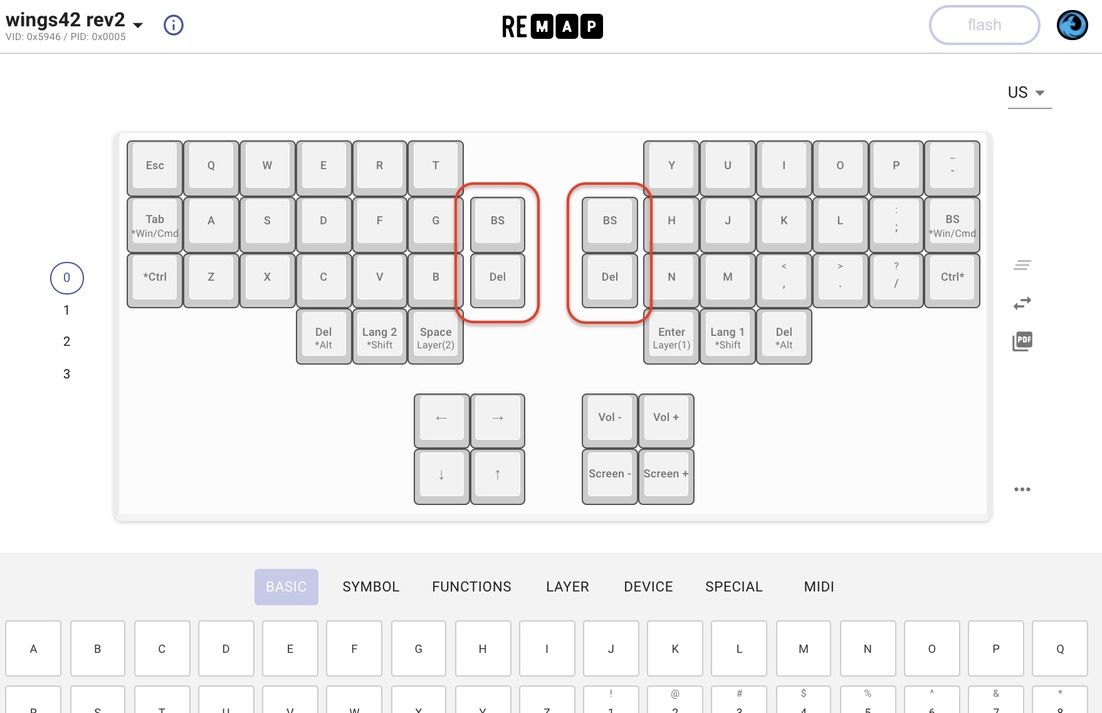 wings42 rev2
VID: 0x5946 / PID: 0x0005
REMAP
flash
US
Esc Q W E R T Y U I O P _ -
Tab *Win/Cmd A S D F G BS BS H J K L : ; BS *Win/Cmd
*Ctrl Z X C V B Del Del N M < , > . ? / Ctrl*
Del *Alt Lang 2 *Shift Space Layer(2) Enter Layer(1) Lang 1 *Shift Del *Alt
0
1
2
3
PDF
← → Vol - Vol +
↓ ↑ Screen - Screen +
BASIC SYMBOL FUNCTIONS LAYER DEVICE SPECIAL MIDI
A B C D E F G H I J K L M N O P Q
R S T U V W X Y Z ! 1 @ 2 # 3 $ 4 % 5 ^ 6 & 7 * 8